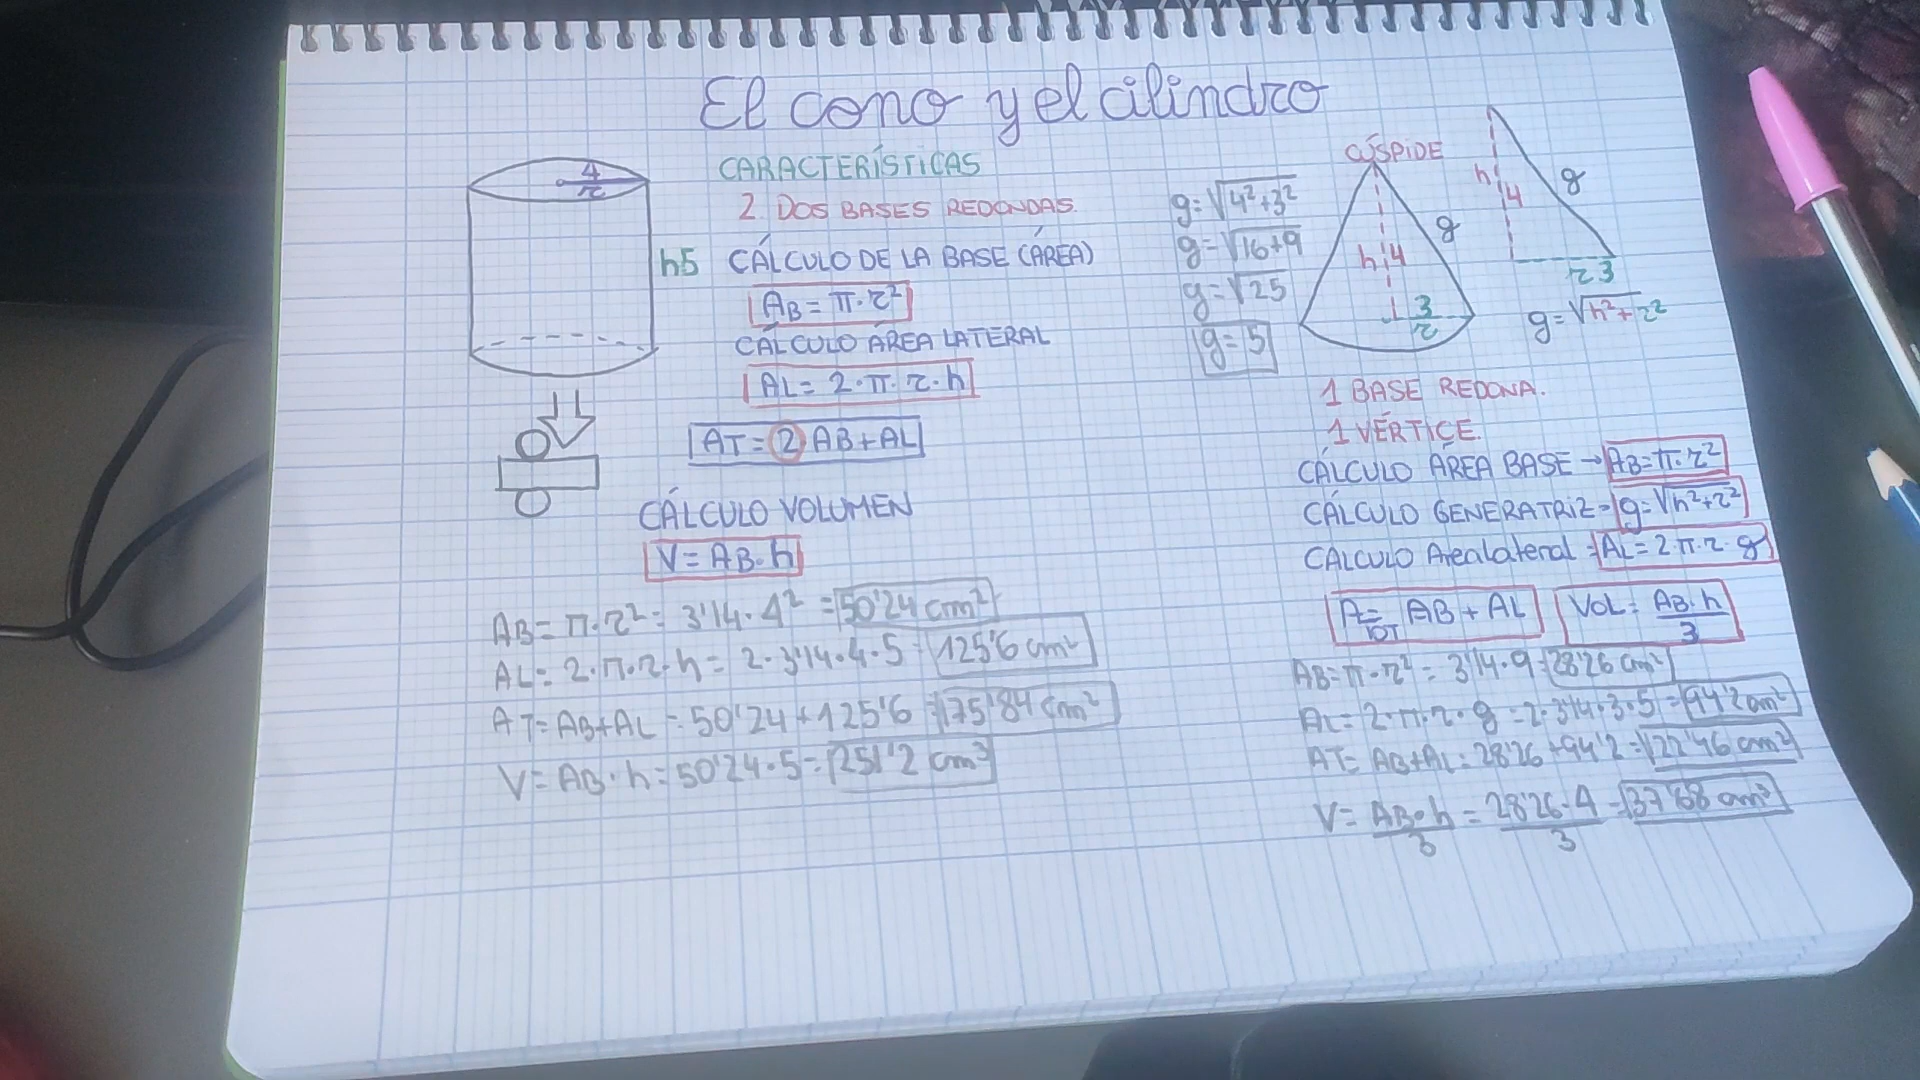 El cono y el cilindro
4
r
h5
CARACTERÍSTICAS
2 DOS BASES REDONDAS.
CÁLCULO DE LA BASE (ÁREA)
AB = π·r²
CÁLCULO ÁREA LATERAL
AL = 2·π·r·h
AT = 2 AB+AL
CÁLCULO VOLUMEN
V = AB·h
AB = π·r² = 3'14·4² = 50'24 cm²
AL = 2·π·r·h = 2·3'14·4·5 = 125'6 cm²
AT = AB+AL = 50'24 + 125'6 = 175'84 cm²
V = AB·h = 50'24·5 = 251'2 cm³
g = √4²+3²
g = √16+9
g = √25
g = 5
CÚSPIDE
h 4
g
3
r
h 4
g
r 3
g = √h²+r²
1 BASE REDONA.
1 VÉRTICE.
CÁLCULO ÁREA BASE → AB = π·r²
CÁLCULO GENERATRIZ = g = √h²+r²
CÁLCULO Area lateral = AL = 2·π·r·g
ATOT = AB + AL
VOL = AB·h / 3
AB = π·r² = 3'14·9 = 28'26 cm²
AL = 2·π·r·g = 2·3'14·3·5 = 94'2 cm²
AT = AB+AL = 28'26 + 94'2 = 122'46 cm²
V = AB·h / 3 = 28'26·4 / 3 = 37'68 cm³